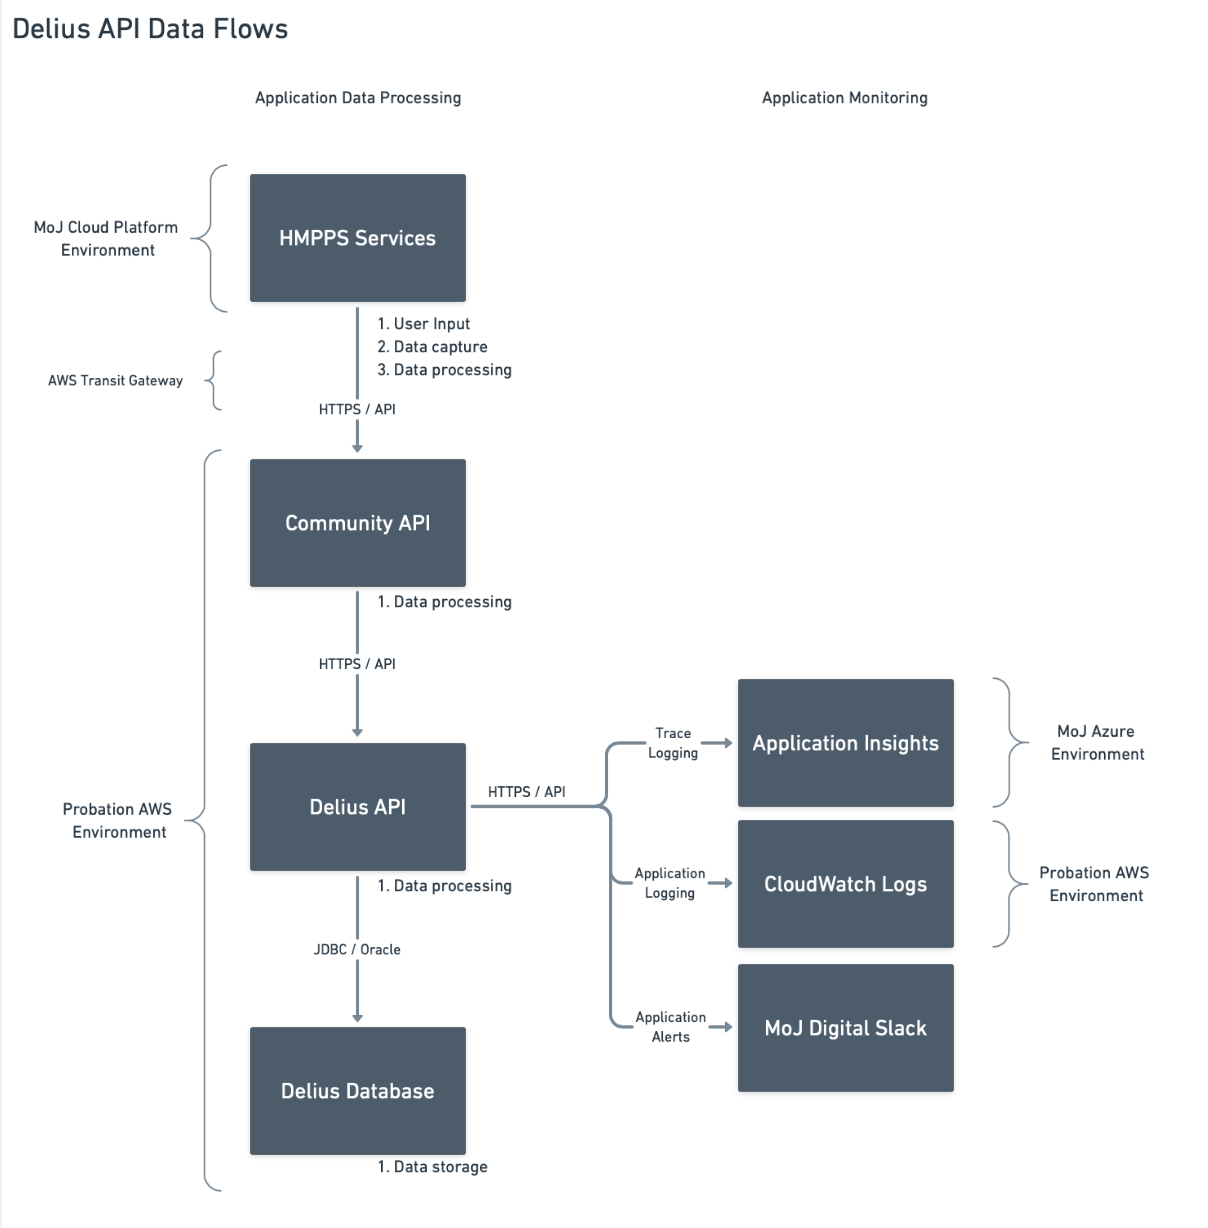 Delius API Data Flows
Application Data Processing
Application Monitoring
MoJ Cloud Platform
Environment
HMPPS Services
1. User Input
2. Data capture
3. Data processing
AWS Transit Gateway
HTTPS / API
Community API
1. Data processing
HTTPS / API
Probation AWS
Environment
Delius API
HTTPS / API
Trace
Logging
Application Insights
MoJ Azure
Environment
Application
Logging
CloudWatch Logs
Probation AWS
Environment
1. Data processing
JDBC / Oracle
Application
Alerts
MoJ Digital Slack
Delius Database
1. Data storage